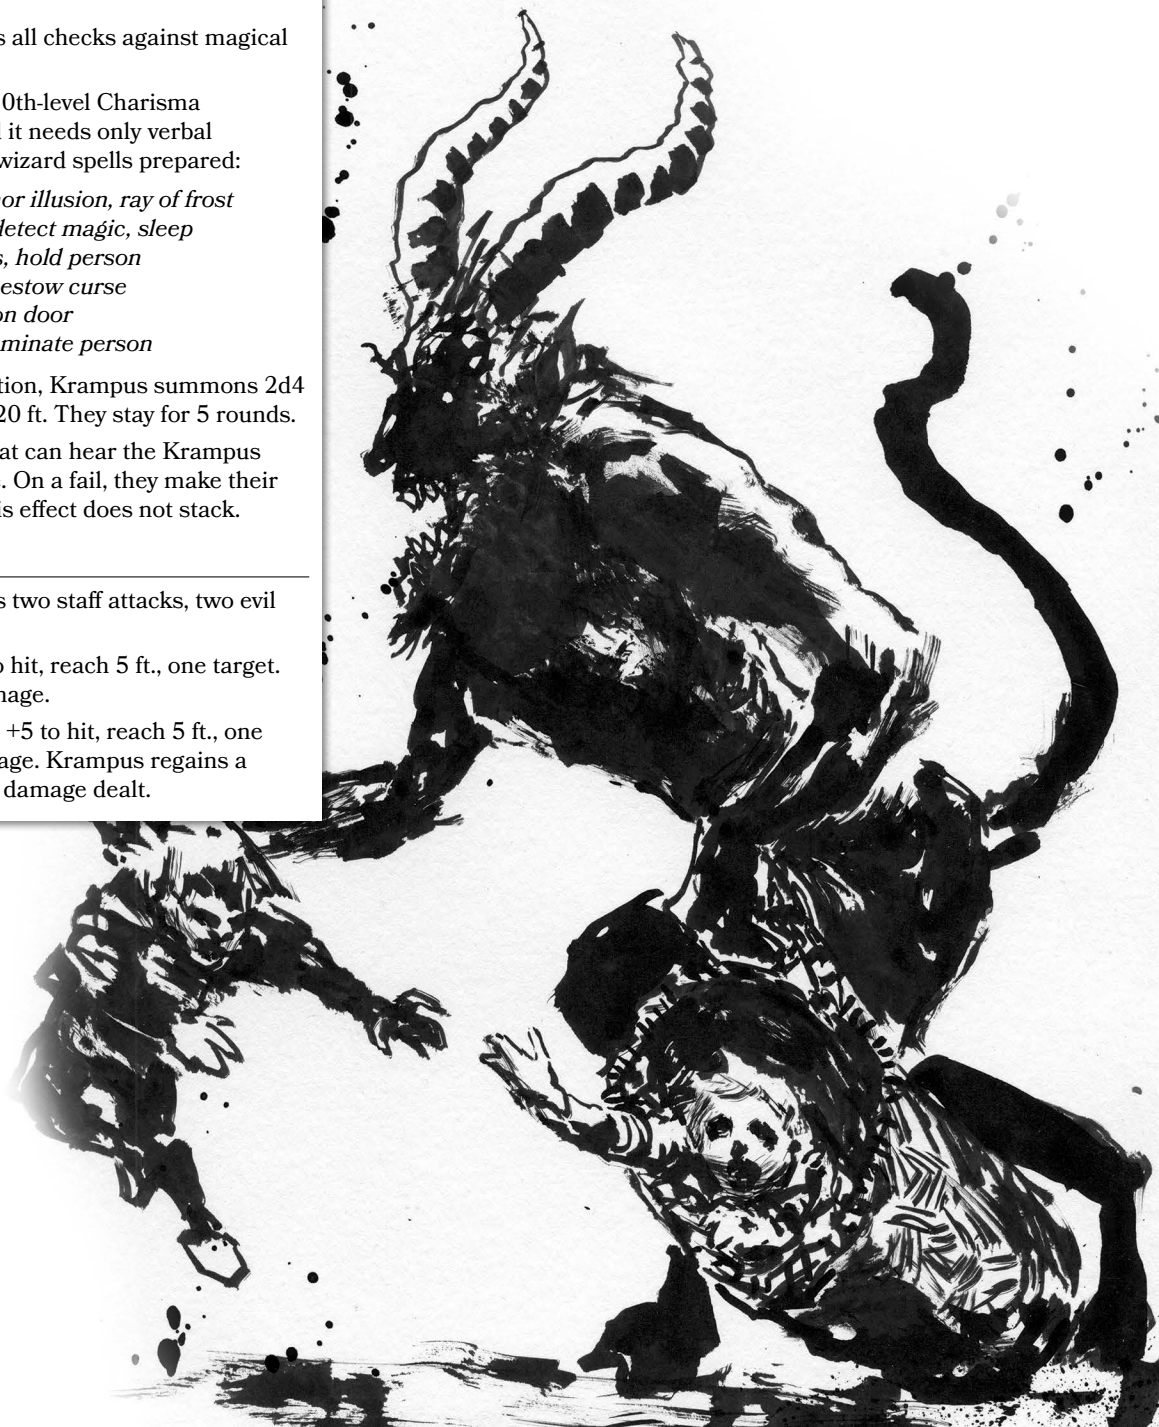 s all checks against magical
0th-level Charisma
it needs only verbal
wizard spells prepared:
or illusion, ray of frost
detect magic, sleep
s, hold person
estow curse
on door
minate person
tion, Krampus summons 2d4
20 ft. They stay for 5 rounds.
at can hear the Krampus
. On a fail, they make their
is effect does not stack.
s two staff attacks, two evil
o hit, reach 5 ft., one target.
mage.
+5 to hit, reach 5 ft., one
age. Krampus regains a
damage dealt.